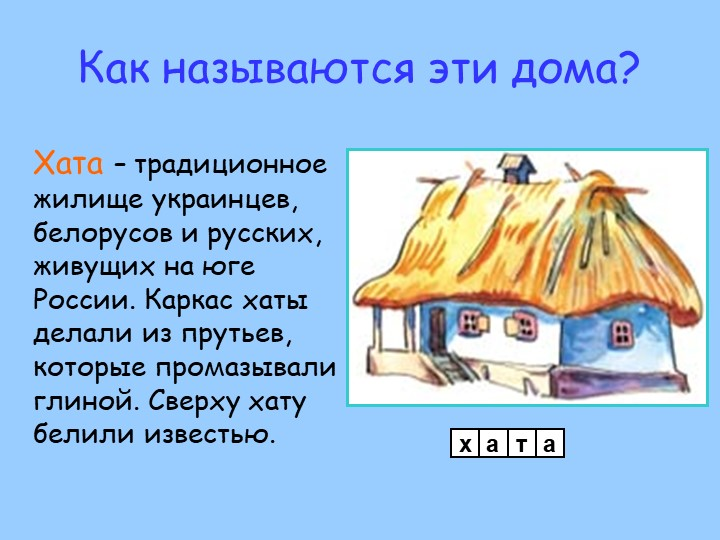 Как называются эти дома?
Хата – традиционное
жилище украинцев,
белорусов и русских,
живущих на юге
России. Каркас хаты
делали из прутьев,
которые промазывали
глиной. Сверху хату
белили известью.
х а т а